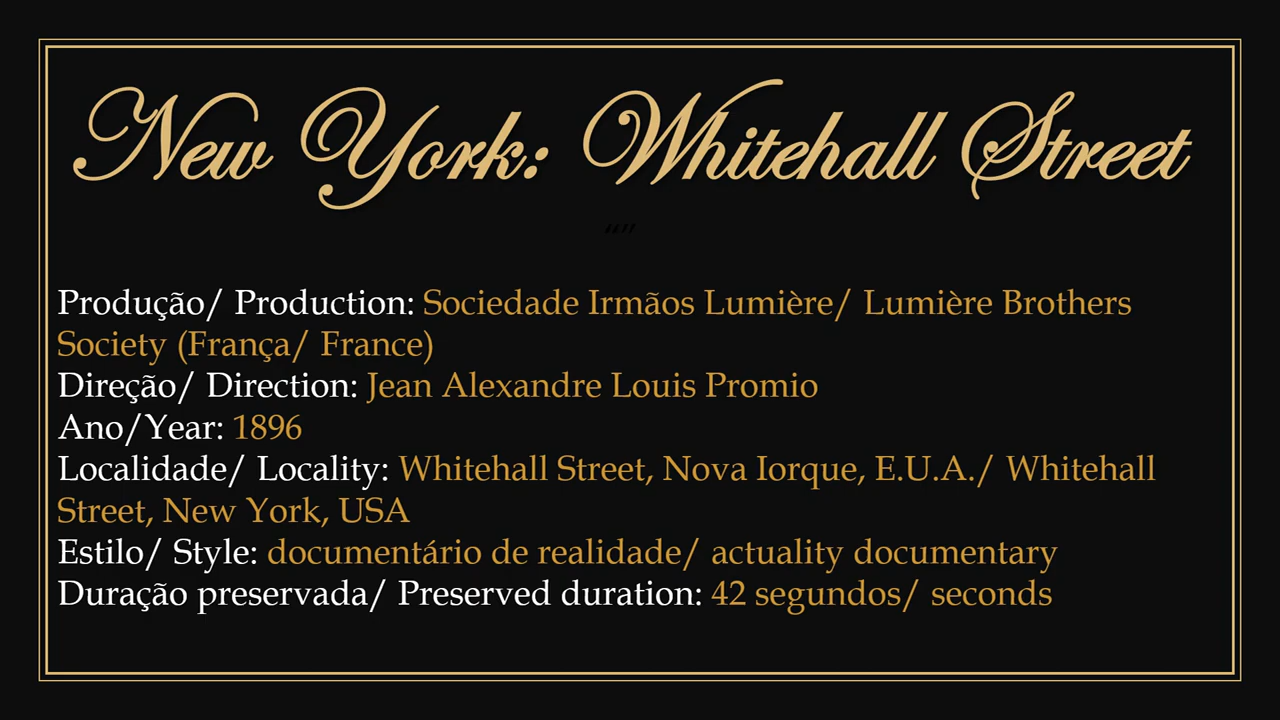 New York: Whitehall Street
“”
Produção/ Production: Sociedade Irmãos Lumière/ Lumière Brothers
Society (França/ France)
Direção/ Direction: Jean Alexandre Louis Promio
Ano/Year: 1896
Localidade/ Locality: Whitehall Street, Nova Iorque, E.U.A./ Whitehall
Street, New York, USA
Estilo/ Style: documentário de realidade/ actuality documentary
Duração preservada/ Preserved duration: 42 segundos/ seconds